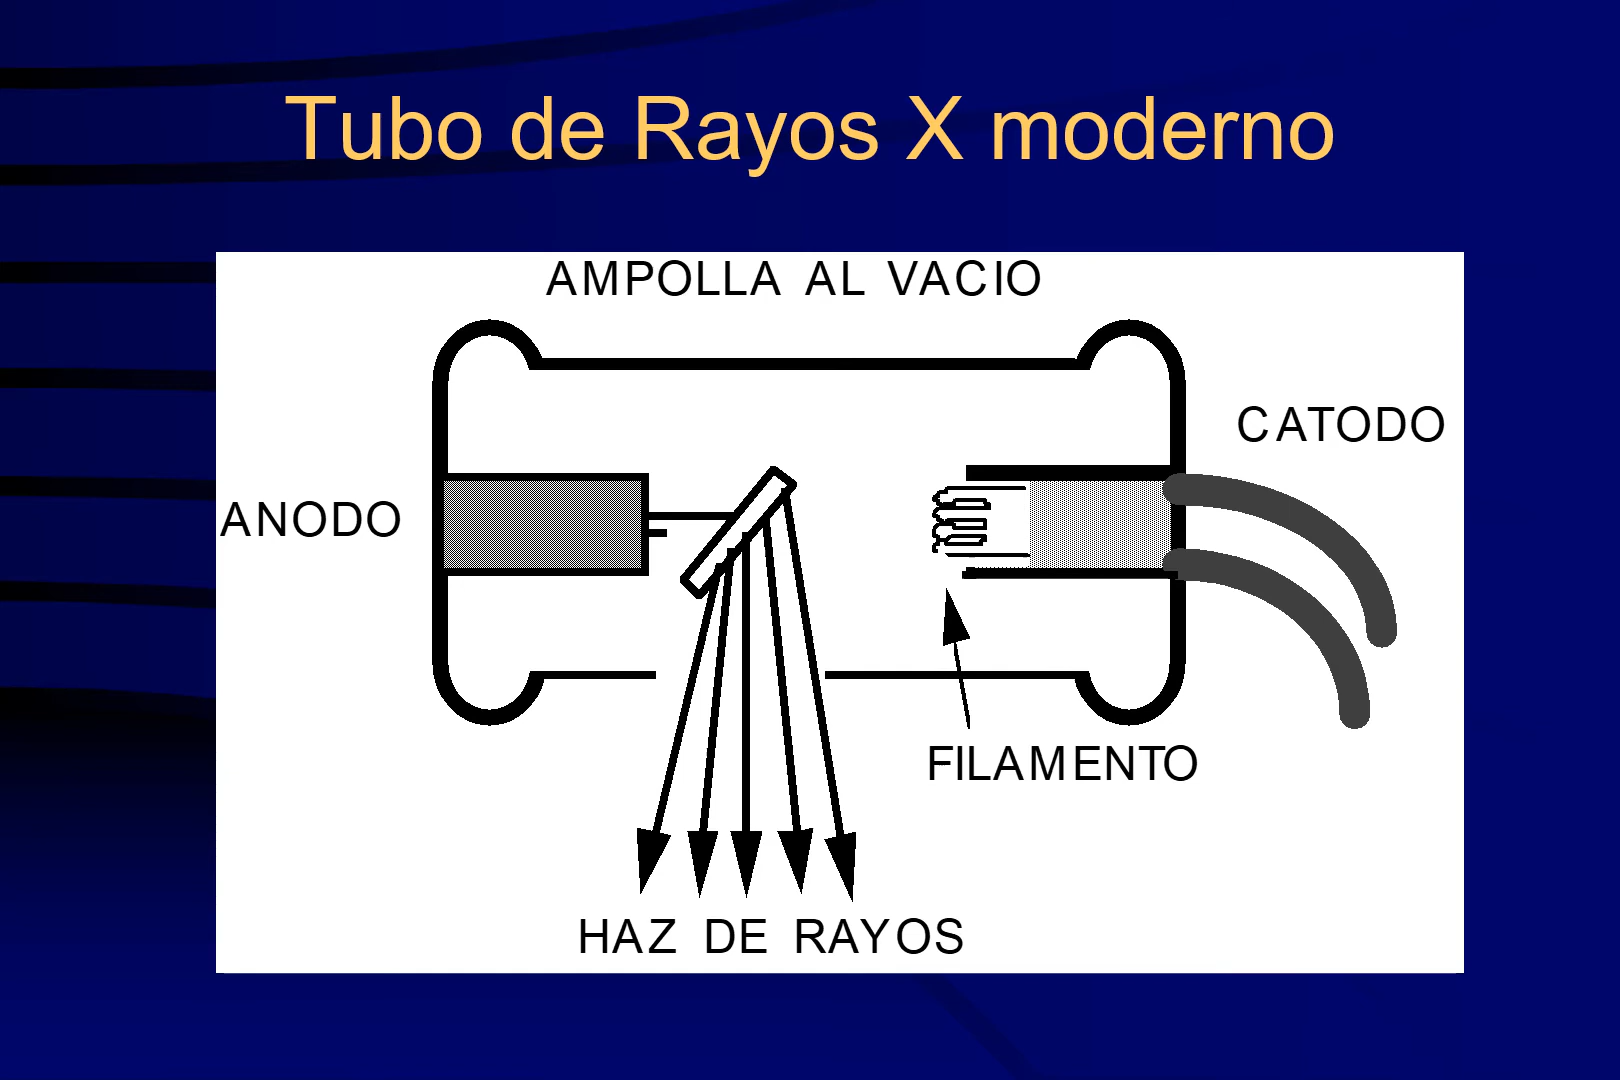 Tubo de Rayos X moderno
AMPOLLA AL VACIO
CATODO
ANODO
FILAMENTO
HAZ DE RAYOS